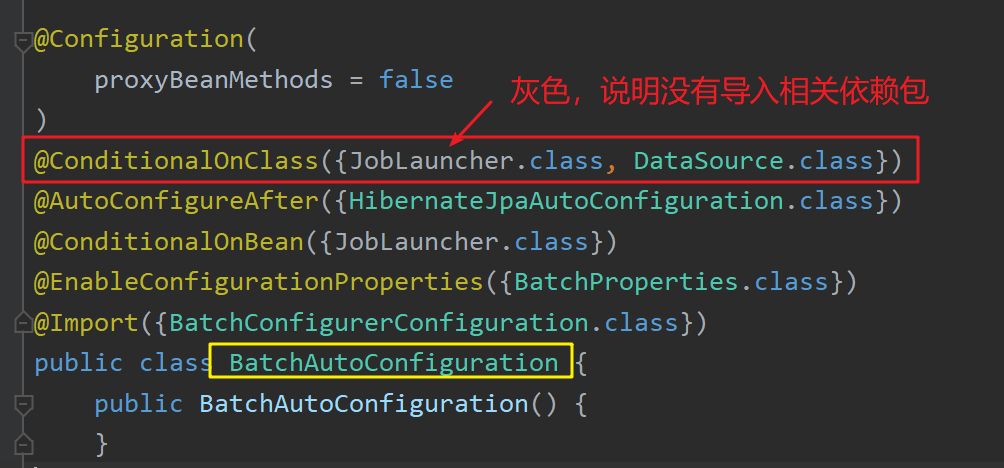 @Configuration(
    proxyBeanMethods = false
灰色，说明没有导入相关依赖包
)
@ConditionalOnClass({JobLauncher.class, DataSource.class})
@AutoConfigureAfter({HibernateJpaAutoConfiguration.class})
@ConditionalOnBean({JobLauncher.class})
@EnableConfigurationProperties({BatchProperties.class})
@Import({BatchConfigurerConfiguration.class})
public class BatchAutoConfiguration {
    public BatchAutoConfiguration() {
    }